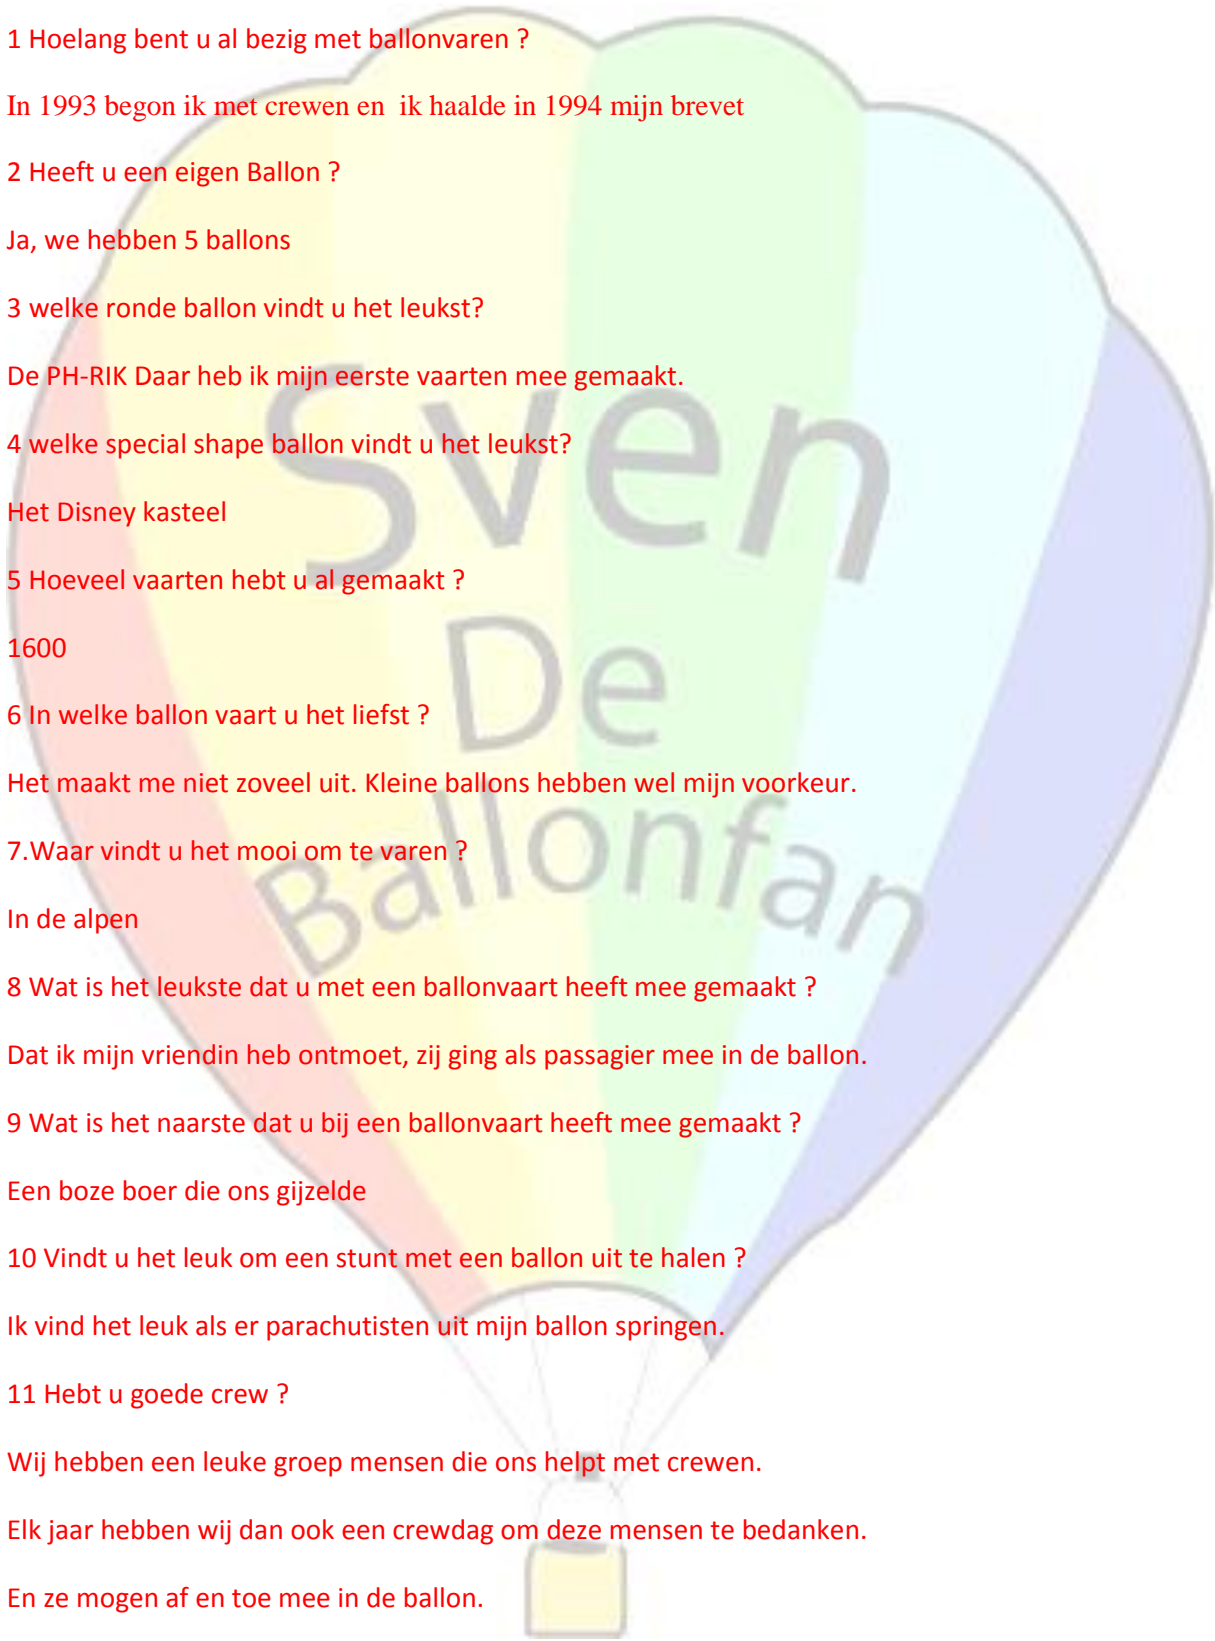 1 Hoelang bent u al bezig met ballonvaren ?
In 1993 begon ik met crewen en  ik haalde in 1994 mijn brevet
2 Heeft u een eigen Ballon ?
Ja, we hebben 5 ballons
3 welke ronde ballon vindt u het leukst?
De PH-RIK Daar heb ik mijn eerste vaarten mee gemaakt.
4 welke special shape ballon vindt u het leukst?
Het Disney kasteel
5 Hoeveel vaarten hebt u al gemaakt ?
1600
6 In welke ballon vaart u het liefst ?
Het maakt me niet zoveel uit. Kleine ballons hebben wel mijn voorkeur.
7.Waar vindt u het mooi om te varen ?
In de alpen
8 Wat is het leukste dat u met een ballonvaart heeft mee gemaakt ?
Dat ik mijn vriendin heb ontmoet, zij ging als passagier mee in de ballon.
9 Wat is het naarste dat u bij een ballonvaart heeft mee gemaakt ?
Een boze boer die ons gijzelde
10 Vindt u het leuk om een stunt met een ballon uit te halen ?
Ik vind het leuk als er parachutisten uit mijn ballon springen.
11 Hebt u goede crew ?
Wij hebben een leuke groep mensen die ons helpt met crewen.
Elk jaar hebben wij dan ook een crewdag om deze mensen te bedanken.
En ze mogen af en toe mee in de ballon.
Sven
De
Ballonfan